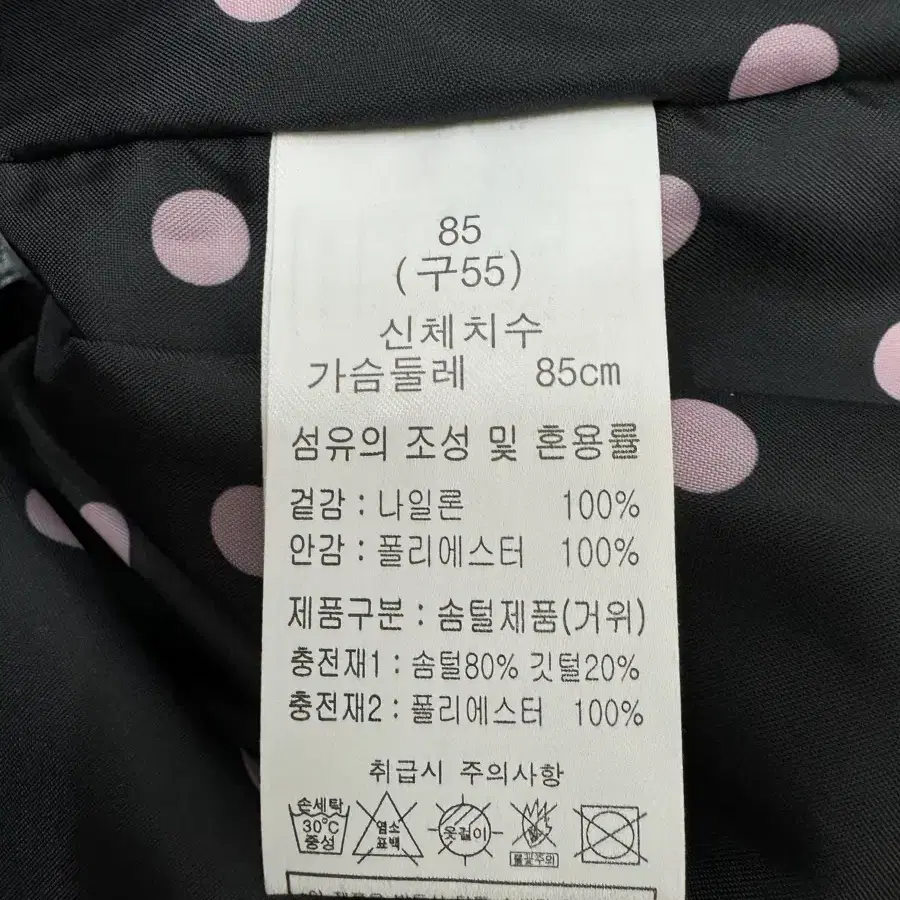 85
(구55)
신체치수
가슴둘레 85cm
섬유의 조성 및 혼용률
겉감 : 나일론 100%
안감 : 폴리에스터 100%
제품구분 : 솜털제품(거위)
충전재1 : 솜털80% 깃털20%
충전재2 : 폴리에스터 100%
취급시 주의사항
손세탁 30℃ 중성
염소 표백
옷걸이
불꽃주위